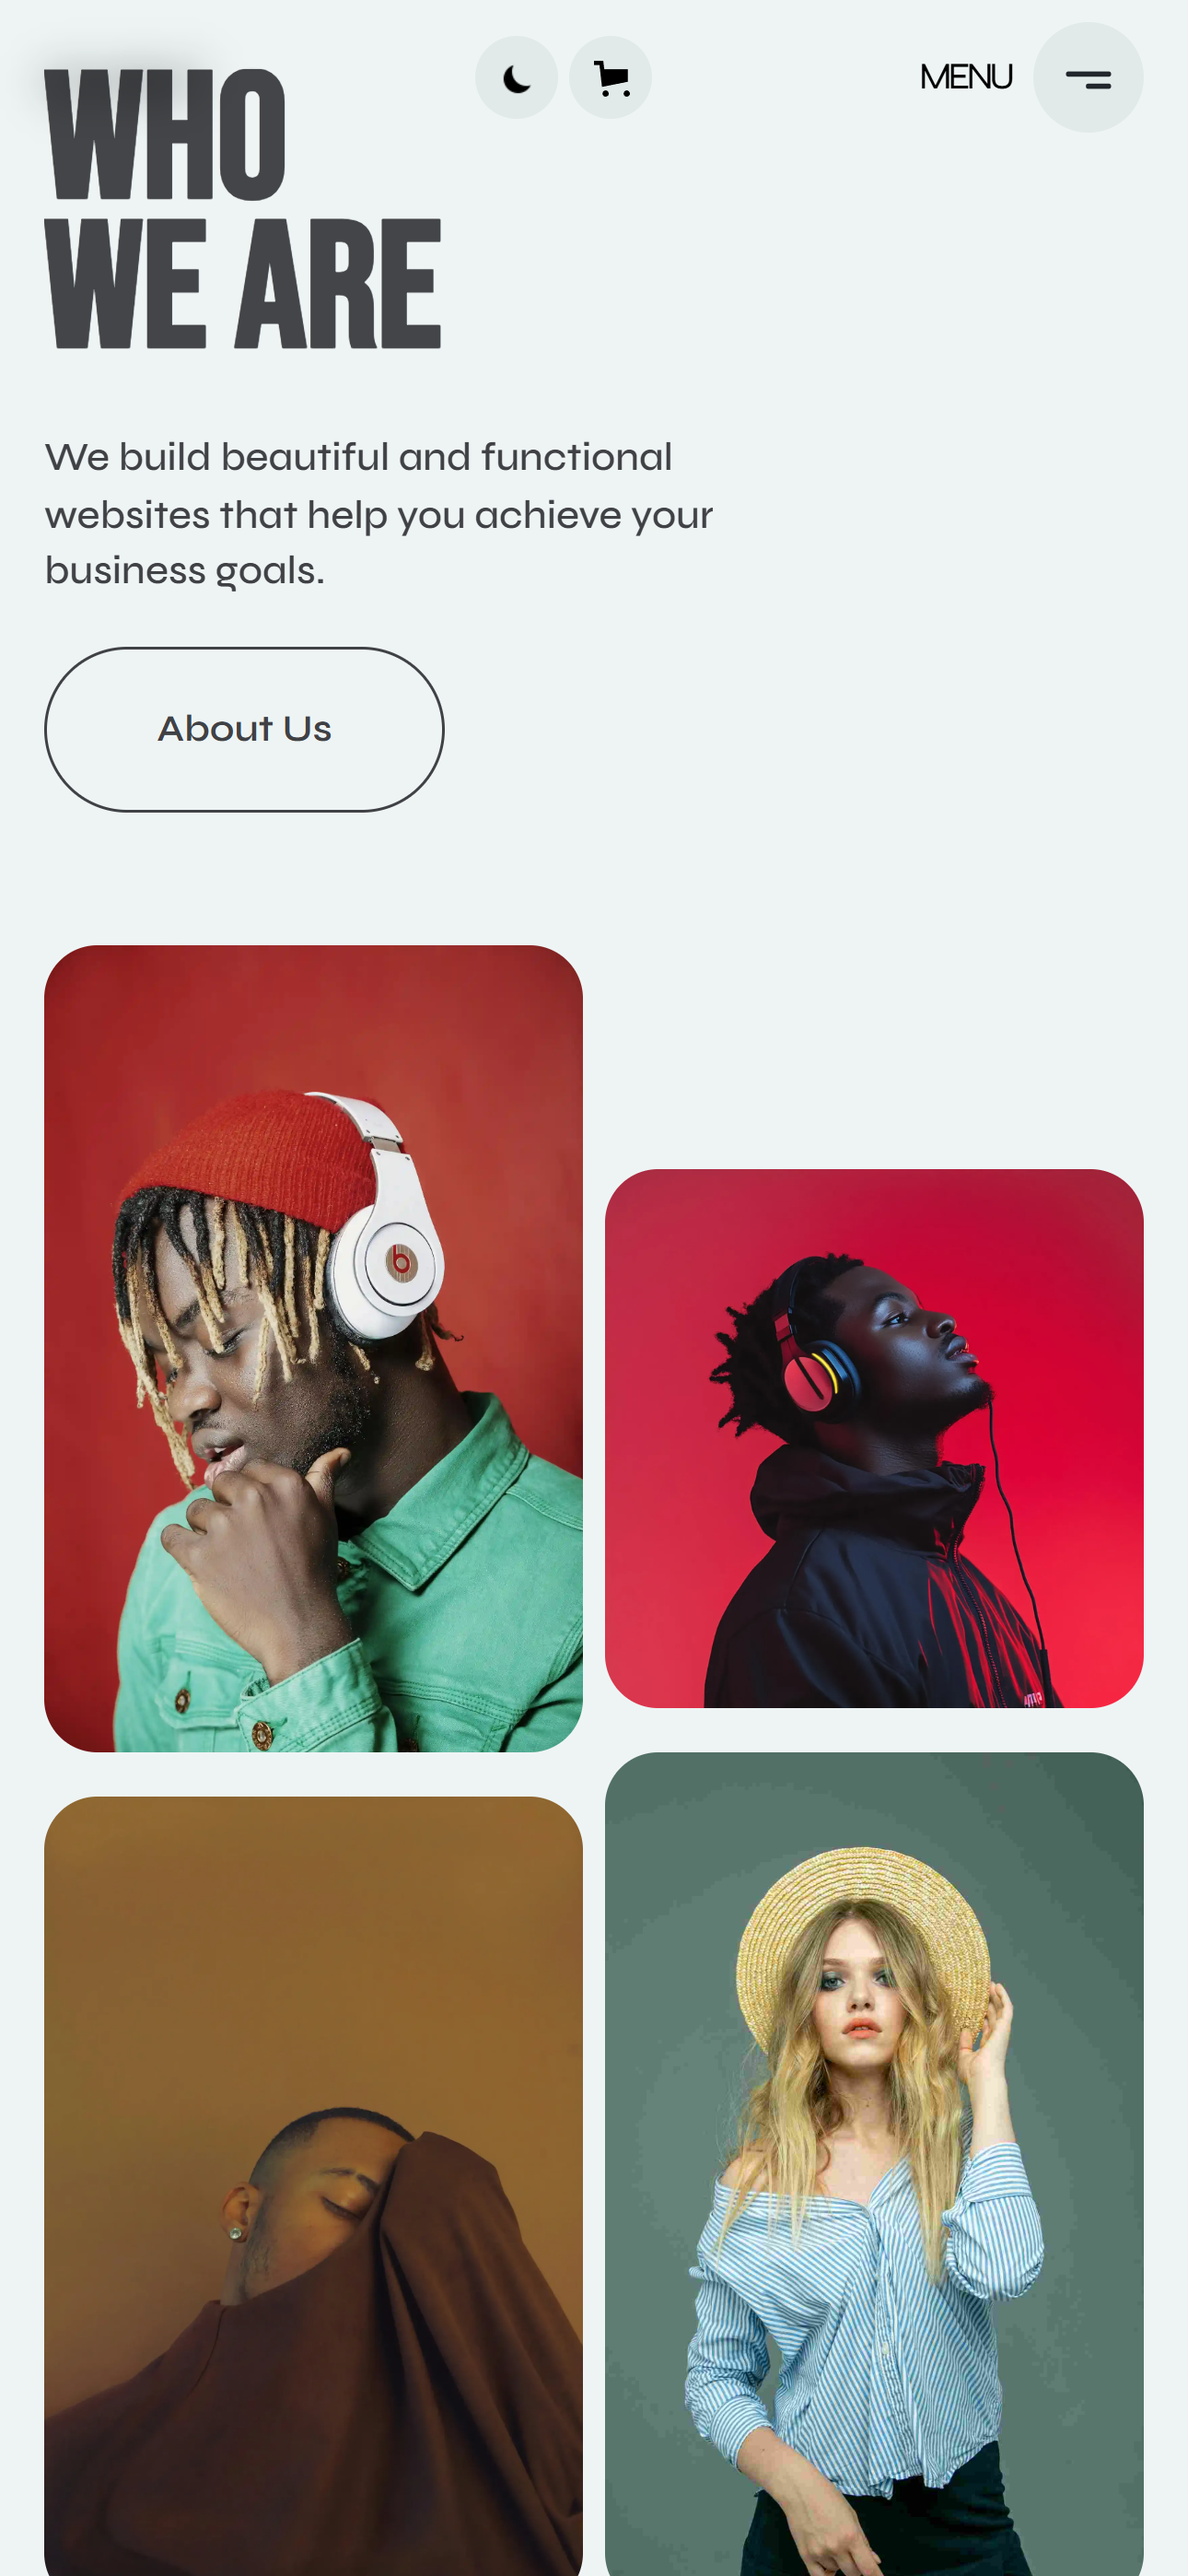 MENU
WHO
WE ARE
We build beautiful and functional
websites that help you achieve your
business goals.
About Us
b